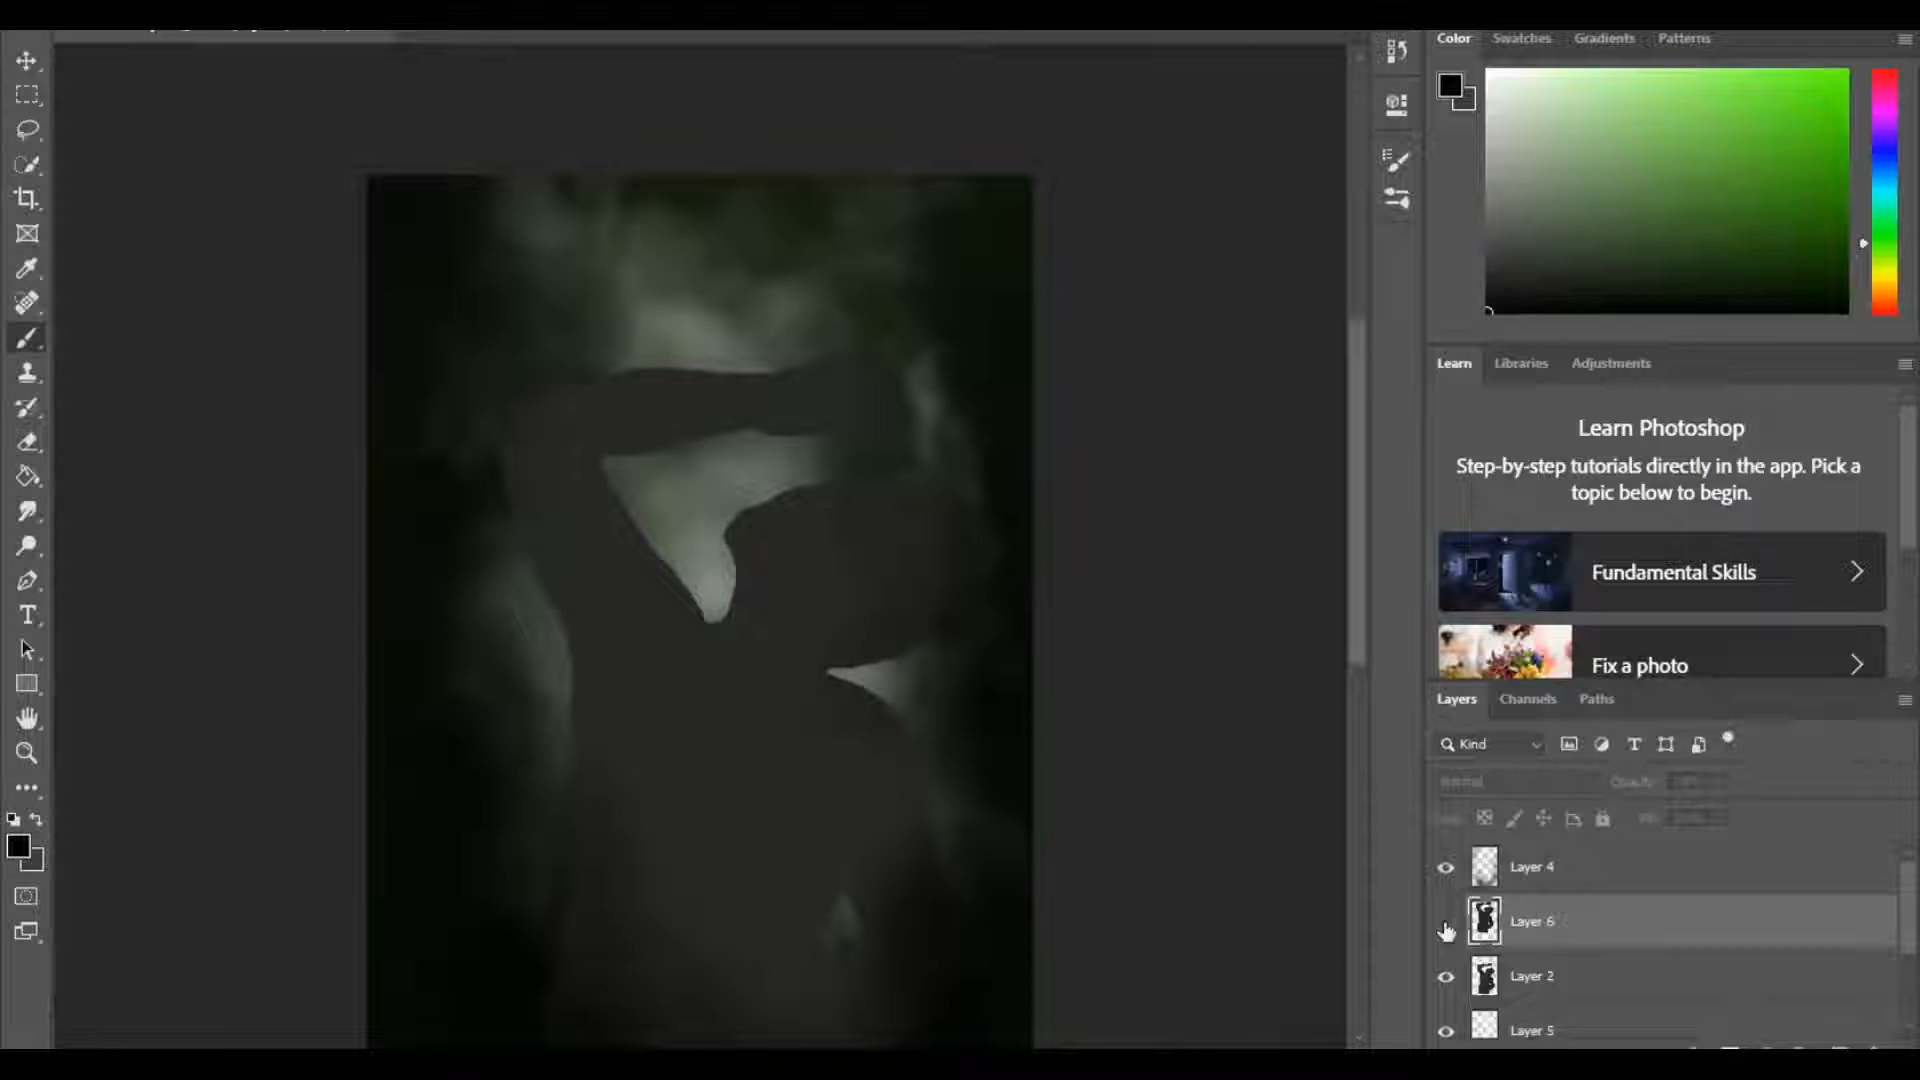 Color Swatches Gradients Patterns
Learn Libraries Adjustments
Learn Photoshop
Step-by-step tutorials directly in the app. Pick a
topic below to begin.
Fundamental Skills
Fix a photo
Layers Channels Paths
Kind
Normal Opacity:
Layer 4
Layer 6
Layer 2
Layer 5